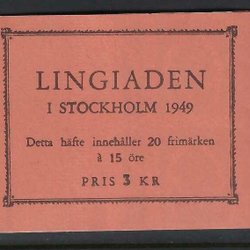 LINGIADEN
I STOCKHOLM 1949
Detta häfte innehåller 20 frimärken
à 15 öre
PRIS 3 KR